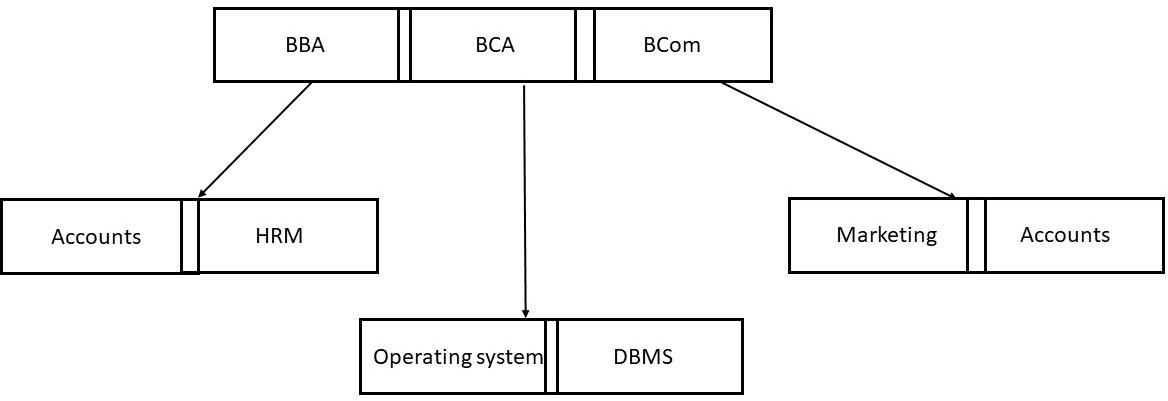 BBA BCA BCom
Accounts HRM
Marketing Accounts
Operating system DBMS